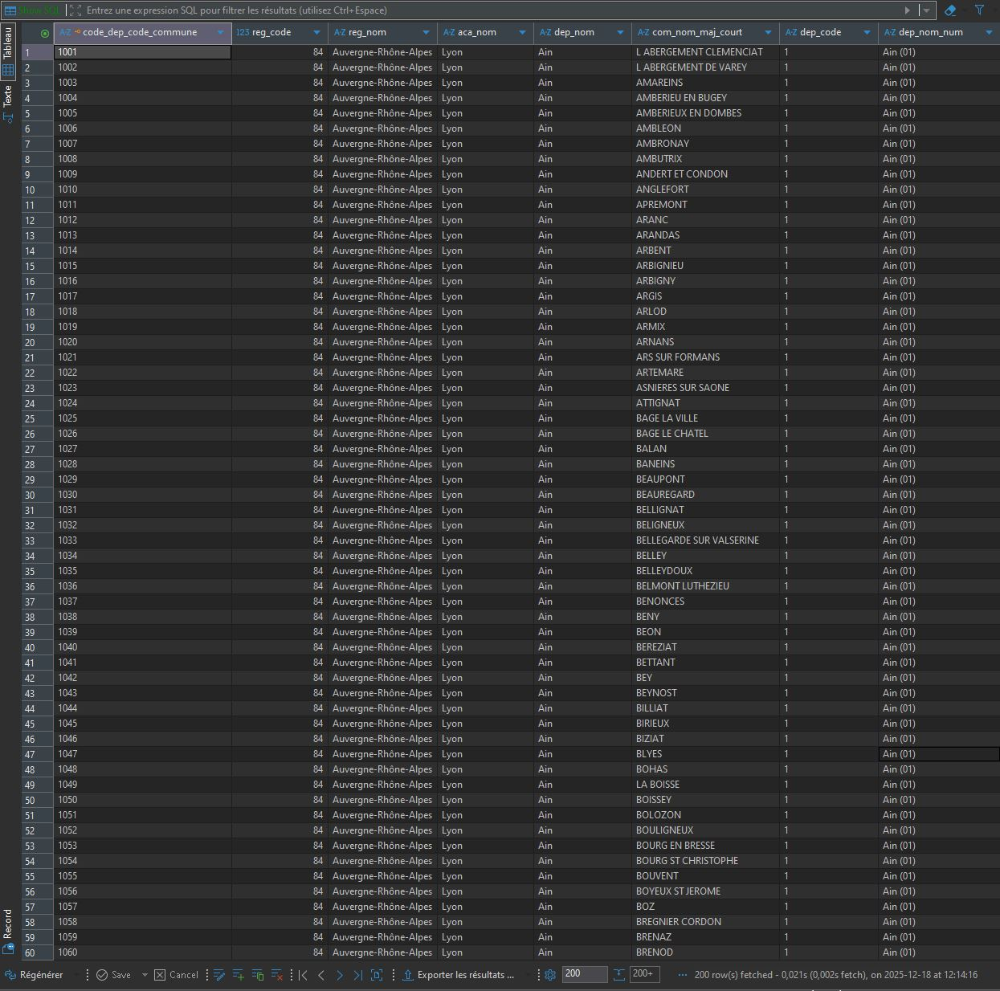 Show SQL Entrez une expression SQL pour filtrer les résultats (utilisez Ctrl+Espace)
Tableau
Texte
Record
A-Z code_dep_code_commune 123 reg_code A-Z reg_nom A-Z aca_nom A-Z dep_nom A-Z com_nom_maj_court A-Z dep_code A-Z dep_nom_num
1 1001 84 Auvergne-Rhône-Alpes Lyon Ain L ABERGEMENT CLEMENCIAT 1 Ain (01)
2 1002 84 Auvergne-Rhône-Alpes Lyon Ain L ABERGEMENT DE VAREY 1 Ain (01)
3 1003 84 Auvergne-Rhône-Alpes Lyon Ain AMAREINS 1 Ain (01)
4 1004 84 Auvergne-Rhône-Alpes Lyon Ain AMBERIEU EN BUGEY 1 Ain (01)
5 1005 84 Auvergne-Rhône-Alpes Lyon Ain AMBERIEUX EN DOMBES 1 Ain (01)
6 1006 84 Auvergne-Rhône-Alpes Lyon Ain AMBLEON 1 Ain (01)
7 1007 84 Auvergne-Rhône-Alpes Lyon Ain AMBRONAY 1 Ain (01)
8 1008 84 Auvergne-Rhône-Alpes Lyon Ain AMBUTRIX 1 Ain (01)
9 1009 84 Auvergne-Rhône-Alpes Lyon Ain ANDERT ET CONDON 1 Ain (01)
10 1010 84 Auvergne-Rhône-Alpes Lyon Ain ANGLEFORT 1 Ain (01)
11 1011 84 Auvergne-Rhône-Alpes Lyon Ain APREMONT 1 Ain (01)
12 1012 84 Auvergne-Rhône-Alpes Lyon Ain ARANC 1 Ain (01)
13 1013 84 Auvergne-Rhône-Alpes Lyon Ain ARANDAS 1 Ain (01)
14 1014 84 Auvergne-Rhône-Alpes Lyon Ain ARBENT 1 Ain (01)
15 1015 84 Auvergne-Rhône-Alpes Lyon Ain ARBIGNIEU 1 Ain (01)
16 1016 84 Auvergne-Rhône-Alpes Lyon Ain ARBIGNY 1 Ain (01)
17 1017 84 Auvergne-Rhône-Alpes Lyon Ain ARGIS 1 Ain (01)
18 1018 84 Auvergne-Rhône-Alpes Lyon Ain ARLOD 1 Ain (01)
19 1019 84 Auvergne-Rhône-Alpes Lyon Ain ARMIX 1 Ain (01)
20 1020 84 Auvergne-Rhône-Alpes Lyon Ain ARNANS 1 Ain (01)
21 1021 84 Auvergne-Rhône-Alpes Lyon Ain ARS SUR FORMANS 1 Ain (01)
22 1022 84 Auvergne-Rhône-Alpes Lyon Ain ARTEMARE 1 Ain (01)
23 1023 84 Auvergne-Rhône-Alpes Lyon Ain ASNIERES SUR SAONE 1 Ain (01)
24 1024 84 Auvergne-Rhône-Alpes Lyon Ain ATTIGNAT 1 Ain (01)
25 1025 84 Auvergne-Rhône-Alpes Lyon Ain BAGE LA VILLE 1 Ain (01)
26 1026 84 Auvergne-Rhône-Alpes Lyon Ain BAGE LE CHATEL 1 Ain (01)
27 1027 84 Auvergne-Rhône-Alpes Lyon Ain BALAN 1 Ain (01)
28 1028 84 Auvergne-Rhône-Alpes Lyon Ain BANEINS 1 Ain (01)
29 1029 84 Auvergne-Rhône-Alpes Lyon Ain BEAUPONT 1 Ain (01)
30 1030 84 Auvergne-Rhône-Alpes Lyon Ain BEAUREGARD 1 Ain (01)
31 1031 84 Auvergne-Rhône-Alpes Lyon Ain BELLIGNAT 1 Ain (01)
32 1032 84 Auvergne-Rhône-Alpes Lyon Ain BELIGNEUX 1 Ain (01)
33 1033 84 Auvergne-Rhône-Alpes Lyon Ain BELLEGARDE SUR VALSERINE 1 Ain (01)
34 1034 84 Auvergne-Rhône-Alpes Lyon Ain BELLEY 1 Ain (01)
35 1035 84 Auvergne-Rhône-Alpes Lyon Ain BELLEYDOUX 1 Ain (01)
36 1036 84 Auvergne-Rhône-Alpes Lyon Ain BELMONT LUTHEZIEU 1 Ain (01)
37 1037 84 Auvergne-Rhône-Alpes Lyon Ain BENONCES 1 Ain (01)
38 1038 84 Auvergne-Rhône-Alpes Lyon Ain BENY 1 Ain (01)
39 1039 84 Auvergne-Rhône-Alpes Lyon Ain BEON 1 Ain (01)
40 1040 84 Auvergne-Rhône-Alpes Lyon Ain BEREZIAT 1 Ain (01)
41 1041 84 Auvergne-Rhône-Alpes Lyon Ain BETTANT 1 Ain (01)
42 1042 84 Auvergne-Rhône-Alpes Lyon Ain BEY 1 Ain (01)
43 1043 84 Auvergne-Rhône-Alpes Lyon Ain BEYNOST 1 Ain (01)
44 1044 84 Auvergne-Rhône-Alpes Lyon Ain BILLIAT 1 Ain (01)
45 1045 84 Auvergne-Rhône-Alpes Lyon Ain BIRIEUX 1 Ain (01)
46 1046 84 Auvergne-Rhône-Alpes Lyon Ain BIZIAT 1 Ain (01)
47 1047 84 Auvergne-Rhône-Alpes Lyon Ain BLYES 1 Ain (01)
48 1048 84 Auvergne-Rhône-Alpes Lyon Ain BOHAS 1 Ain (01)
49 1049 84 Auvergne-Rhône-Alpes Lyon Ain LA BOISSE 1 Ain (01)
50 1050 84 Auvergne-Rhône-Alpes Lyon Ain BOISSEY 1 Ain (01)
51 1051 84 Auvergne-Rhône-Alpes Lyon Ain BOLOZON 1 Ain (01)
52 1052 84 Auvergne-Rhône-Alpes Lyon Ain BOULIGNEUX 1 Ain (01)
53 1053 84 Auvergne-Rhône-Alpes Lyon Ain BOURG EN BRESSE 1 Ain (01)
54 1054 84 Auvergne-Rhône-Alpes Lyon Ain BOURG ST CHRISTOPHE 1 Ain (01)
55 1055 84 Auvergne-Rhône-Alpes Lyon Ain BOUVENT 1 Ain (01)
56 1056 84 Auvergne-Rhône-Alpes Lyon Ain BOYEUX ST JEROME 1 Ain (01)
57 1057 84 Auvergne-Rhône-Alpes Lyon Ain BOZ 1 Ain (01)
58 1058 84 Auvergne-Rhône-Alpes Lyon Ain BREGNIER CORDON 1 Ain (01)
59 1059 84 Auvergne-Rhône-Alpes Lyon Ain BRENAZ 1 Ain (01)
60 1060 84 Auvergne-Rhône-Alpes Lyon Ain BRENOD 1 Ain (01)
Régénérer Save Cancel Exporter les résultats ... 200 200+ 200 row(s) fetched - 0,021s (0,002s fetch), on 2025-12-18 at 12:14:16